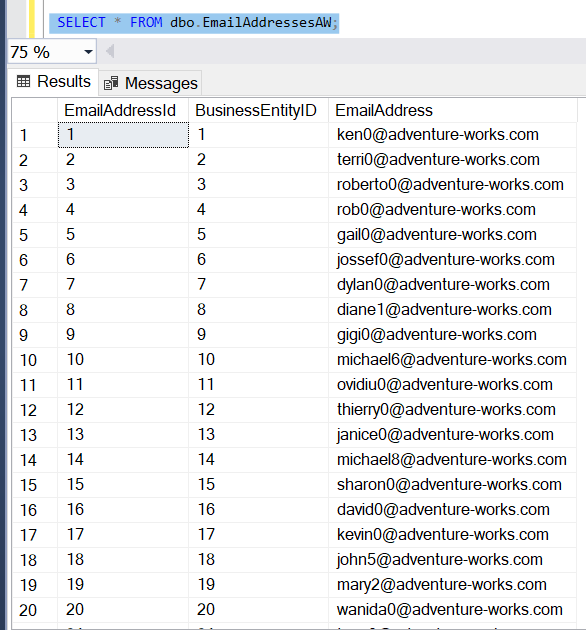 SELECT * FROM dbo.EmailAddressesAW;
75 %
Results Messages
EmailAddressId BusinessEntityID EmailAddress
1 1 1 ken0@adventure-works.com
2 2 2 terri0@adventure-works.com
3 3 3 roberto0@adventure-works.com
4 4 4 rob0@adventure-works.com
5 5 5 gail0@adventure-works.com
6 6 6 jossef0@adventure-works.com
7 7 7 dylan0@adventure-works.com
8 8 8 diane1@adventure-works.com
9 9 9 gigi0@adventure-works.com
10 10 10 michael6@adventure-works.com
11 11 11 ovidiu0@adventure-works.com
12 12 12 thierry0@adventure-works.com
13 13 13 janice0@adventure-works.com
14 14 14 michael8@adventure-works.com
15 15 15 sharon0@adventure-works.com
16 16 16 david0@adventure-works.com
17 17 17 kevin0@adventure-works.com
18 18 18 john5@adventure-works.com
19 19 19 mary2@adventure-works.com
20 20 20 wanida0@adventure-works.com